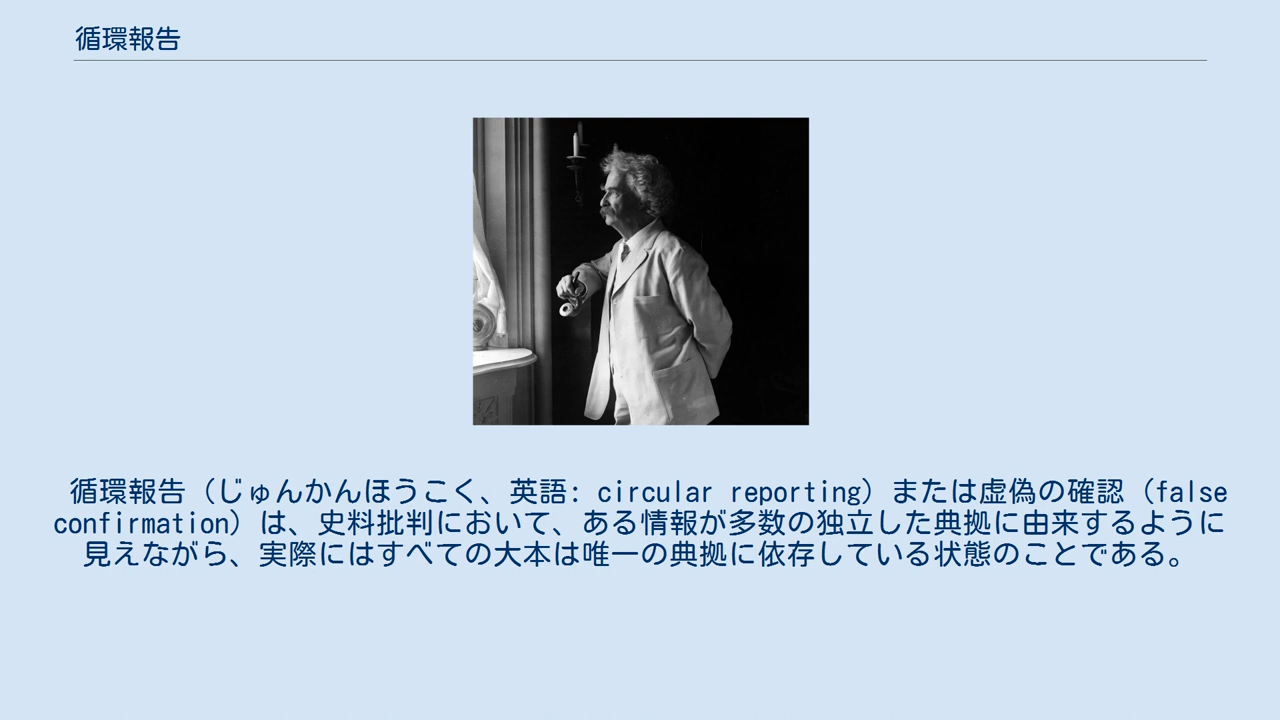 循環報告
循環報告（じゅんかんほうこく、英語: circular reporting）または虚偽の確認（false
confirmation）は、史料批判において、ある情報が多数の独立した典拠に由来するように
見えながら、実際にはすべての大本は唯一の典拠に依存している状態のことである。